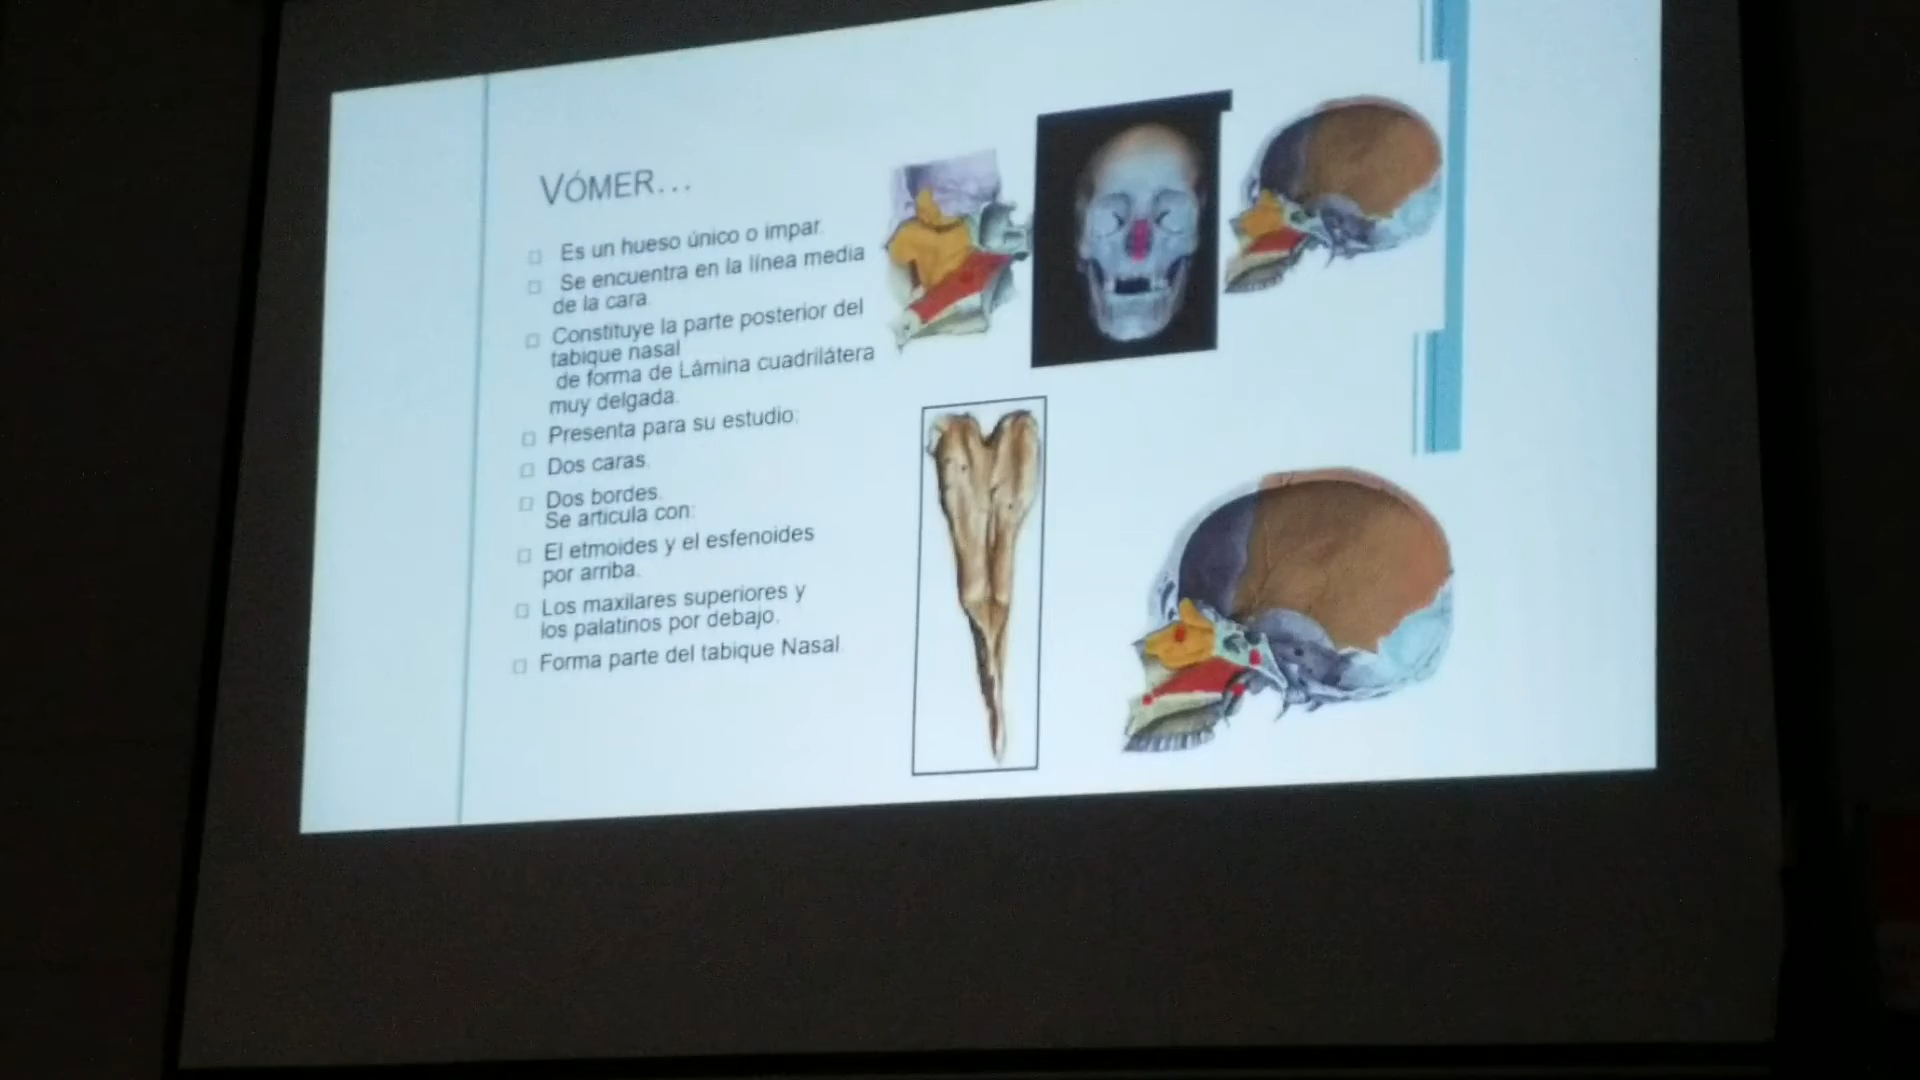 VÓMER...
Es un hueso único o impar.
Se encuentra en la línea media
de la cara.
Constituye la parte posterior del
tabique nasal
de forma de Lámina cuadrilátera
muy delgada.
Presenta para su estudio:
Dos caras.
Dos bordes.
Se articula con:
El etmoides y el esfenoides
por arriba.
Los maxilares superiores y
los palatinos por debajo.
Forma parte del tabique Nasal.